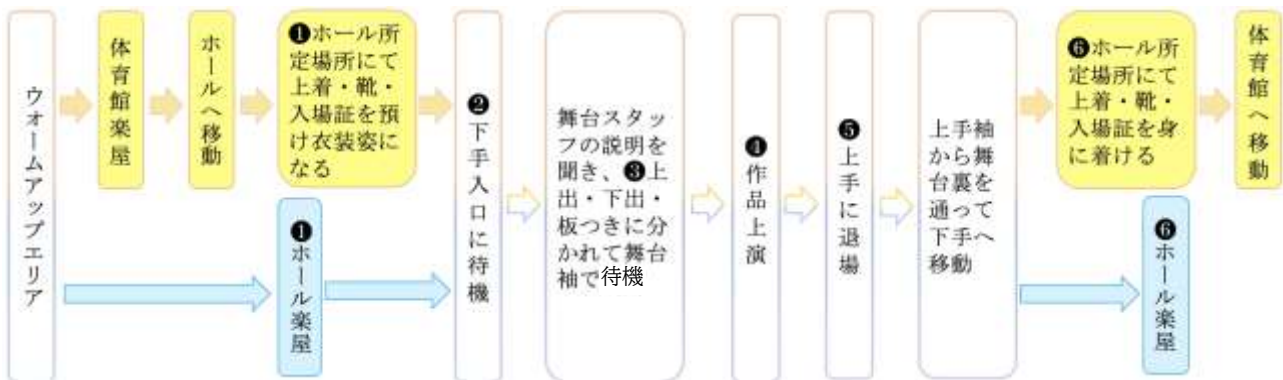 ウォームアップエリア
体育館楽屋
ホールへ移動
❶ホール所
定場所にて
上着・靴・
入場証を預
け衣装姿に
なる
❶ホール楽屋
❷下手入口に待機
舞台スタッ
フの説明を
聞き、❸上
出・下出・
板つきに分
かれて舞台
袖で待機
❹作品上演
❺上手に退場
上手袖
から舞
台裏を
通って
下手へ
移動
❻ホール所
定場所にて
上着・靴・
入場証を身
に着ける
❻ホール楽屋
体育館へ移動